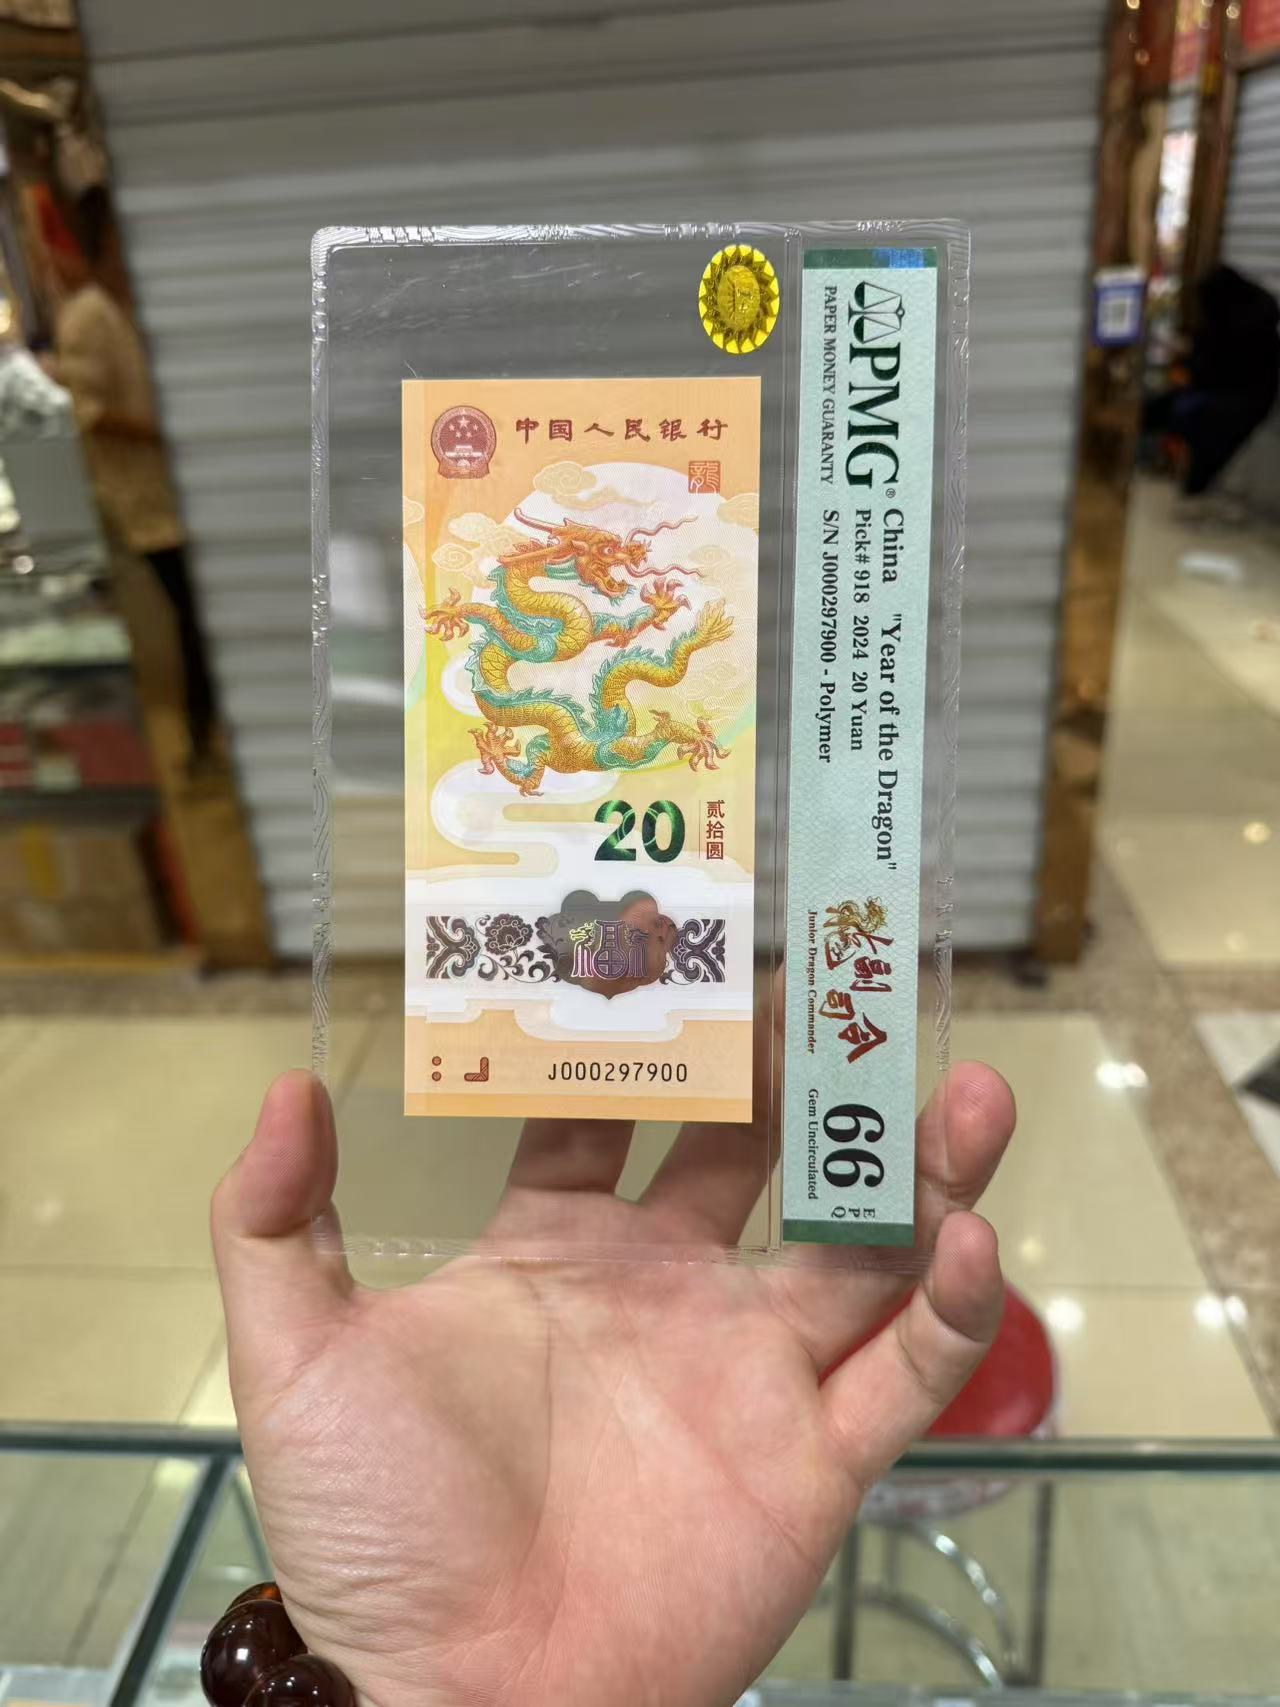 中国人民银行
龍
20
贰拾圆
福
J000297900
PMG®
PAPER MONEY GUARANTY
China "Year of the Dragon"
Pick# 918 2024 20 Yuan
S/N J000297900 - Polymer
龙副司令
Junior Dragon Commander
66
EPQ
Gem Uncirculated